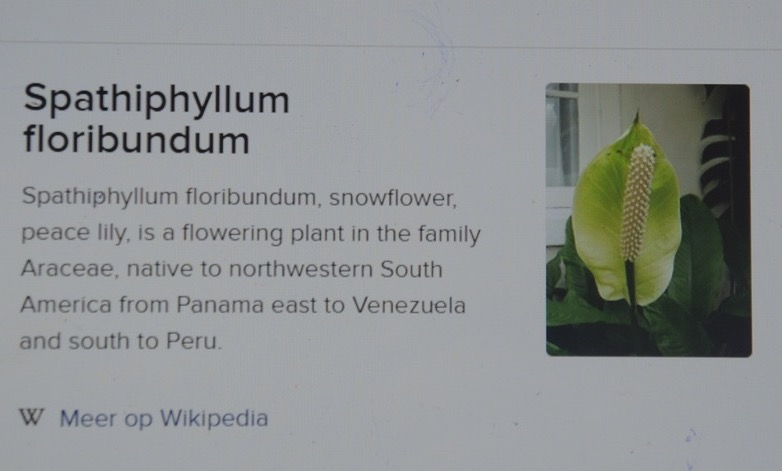 Spathiphyllum
floribundum
Spathiphyllum floribundum, snowflower,
peace lily, is a flowering plant in the family
Araceae, native to northwestern South
America from Panama east to Venezuela
and south to Peru.
W Meer op Wikipedia